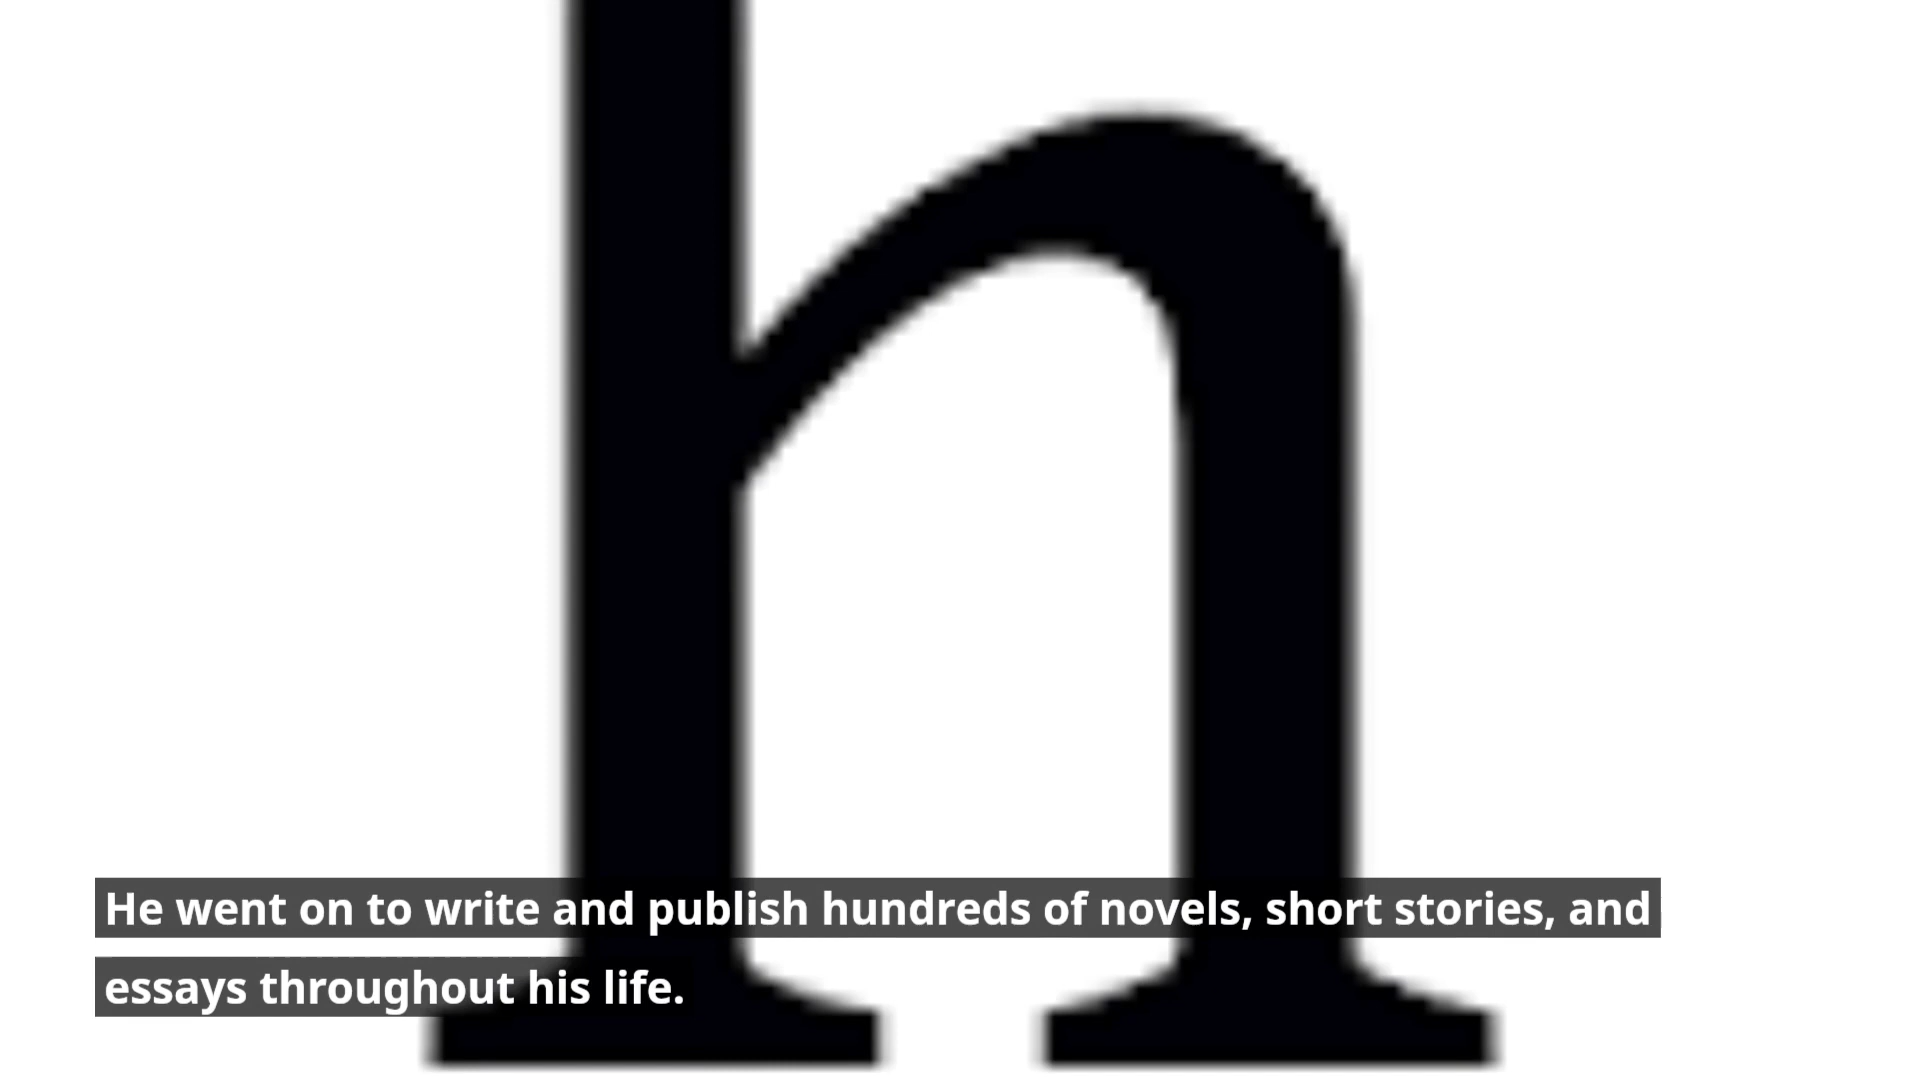 h
He went on to write and publish hundreds of novels, short stories, and
essays throughout his life.